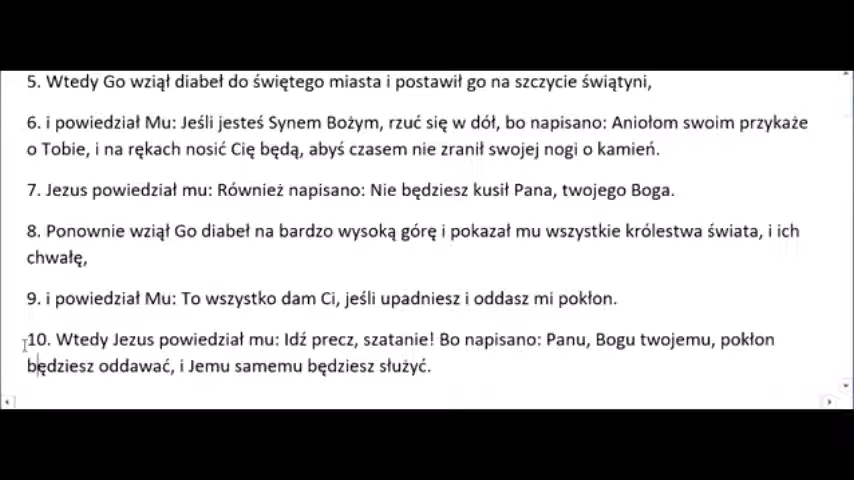 5. Wtedy Go wziął diabeł do świętego miasta i postawił go na szczycie świątyni,
6. i powiedział Mu: Jeśli jesteś Synem Bożym, rzuć się w dół, bo napisano: Aniołom swoim przykaże
o Tobie, i na rękach nosić Cię będą, abyś czasem nie zranił swojej nogi o kamień.
7. Jezus powiedział mu: Również napisano: Nie będziesz kusił Pana, twojego Boga.
8. Ponownie wziął Go diabeł na bardzo wysoką górę i pokazał mu wszystkie królestwa świata, i ich
chwałę,
9. i powiedział Mu: To wszystko dam Ci, jeśli upadniesz i oddasz mi pokłon.
10. Wtedy Jezus powiedział mu: Idź precz, szatanie! Bo napisano: Panu, Bogu twojemu, pokłon
będziesz oddawać, i Jemu samemu będziesz służyć.